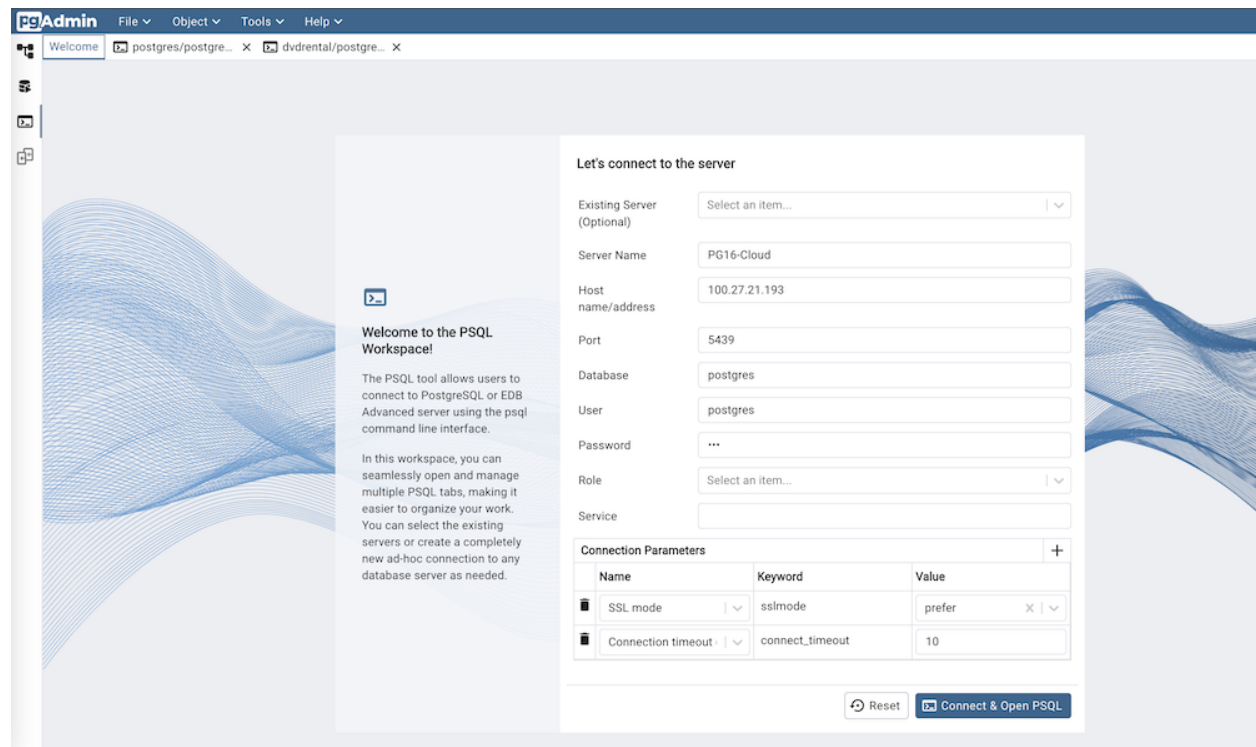 pgAdmin File Object Tools Help
Welcome postgres/postgre... dvdrental/postgre...
Welcome to the PSQL
Workspace!
The PSQL tool allows users to
connect to PostgreSQL or EDB
Advanced server using the psql
command line interface.
In this workspace, you can
seamlessly open and manage
multiple PSQL tabs, making it
easier to organize your work.
You can select the existing
servers or create a completely
new ad-hoc connection to any
database server as needed.
Let's connect to the server
Existing Server
(Optional)
Select an item...
Server Name PG16-Cloud
Host
name/address
100.27.21.193
Port 5439
Database postgres
User postgres
Password •••
Role Select an item...
Service
Connection Parameters
Name Keyword Value
SSL mode sslmode prefer
Connection timeout connect_timeout 10
Reset Connect & Open PSQL